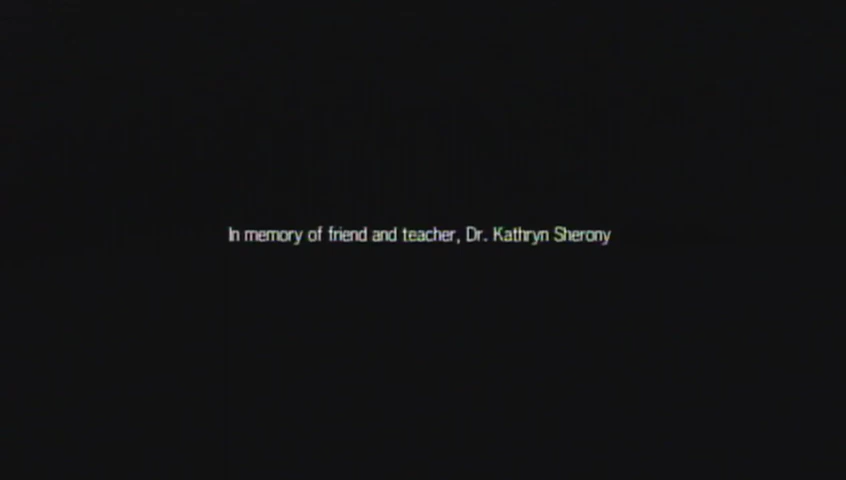 In memory of friend and teacher, Dr. Kathryn Sherony